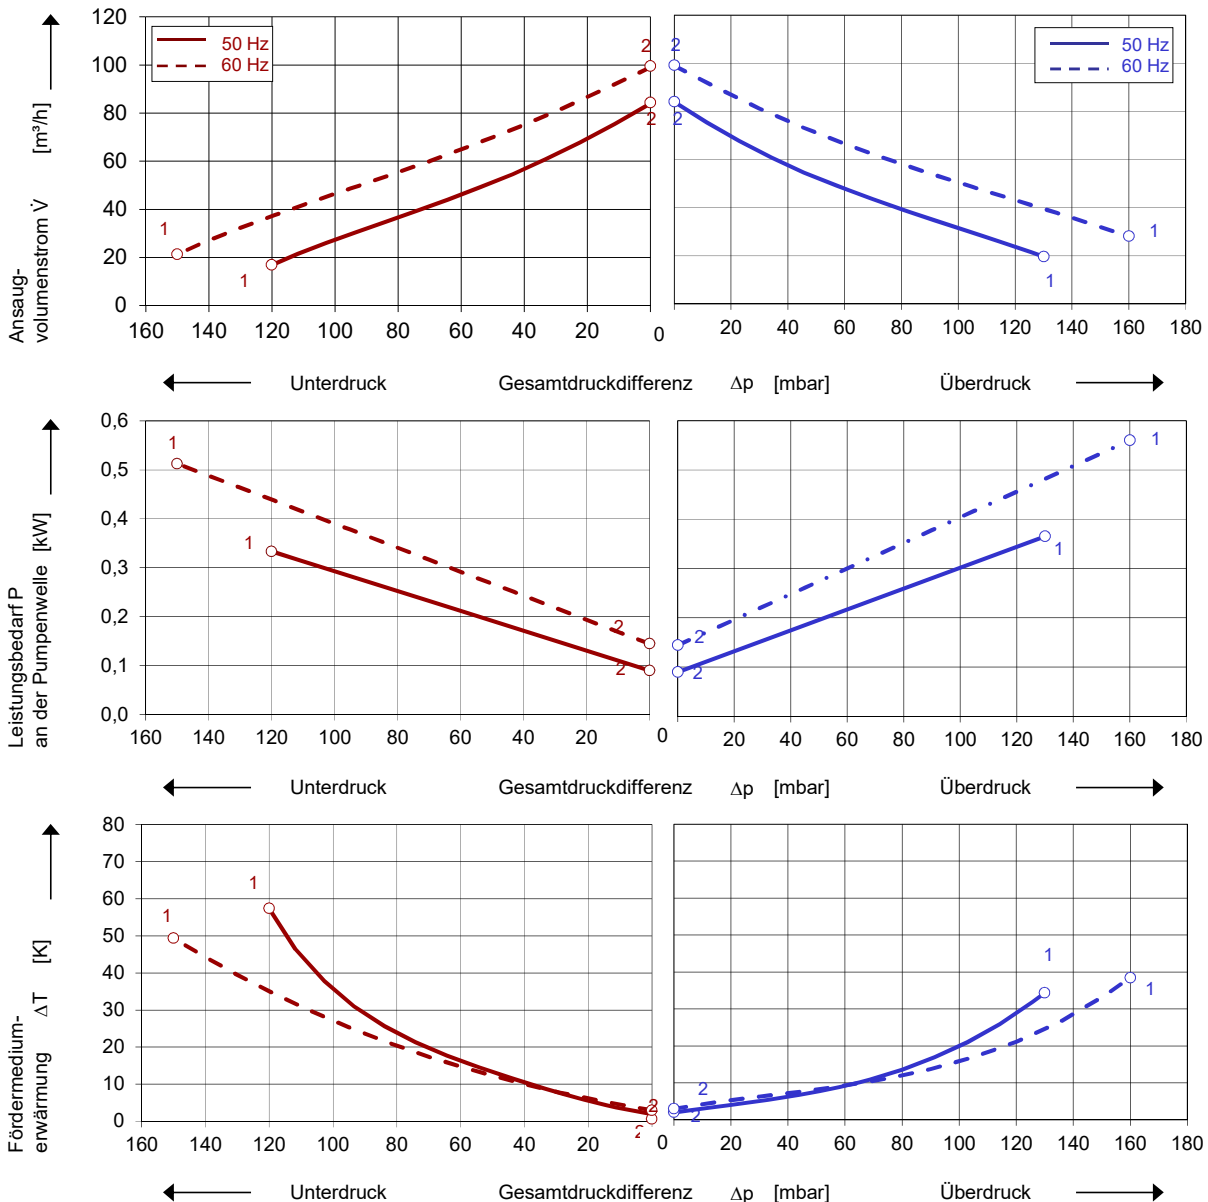 120
100
80
60
40
20
0
[m³/h]
Ansaug-
volumenstrom V̇
50 Hz
60 Hz
2
2
1
1
160 140 120 100 80 60 40 20 0
50 Hz
60 Hz
2
2
1
1
20 40 60 80 100 120 140 160 180
Unterdruck Gesamtdruckdifferenz Δp [mbar] Überdruck
0,6
0,5
0,4
0,3
0,2
0,1
0,0
Leistungsbedarf P
an der Pumpenwelle [kW]
1
1
2
2
160 140 120 100 80 60 40 20 0
2
2
1
1
20 40 60 80 100 120 140 160 180
Unterdruck Gesamtdruckdifferenz Δp [mbar] Überdruck
80
70
60
50
40
30
20
10
0
Fördermedium-
erwärmung ΔT [K]
1
1
2
2
160 140 120 100 80 60 40 20 0
2
2
1
1
20 40 60 80 100 120 140 160 180
Unterdruck Gesamtdruckdifferenz Δp [mbar] Überdruck